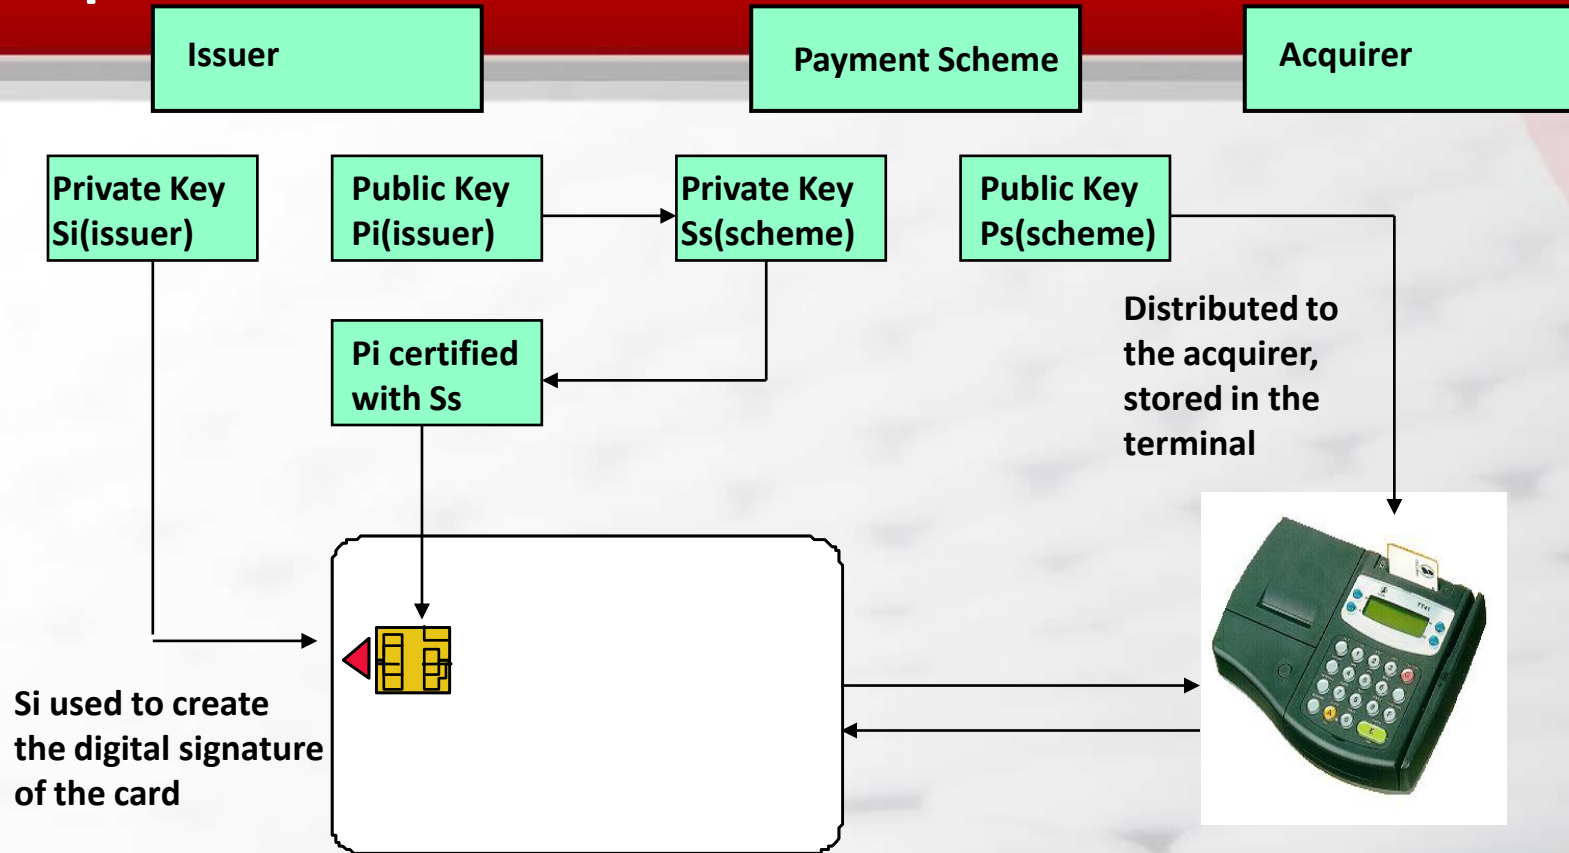 Issuer
Payment Scheme
Acquirer
Private Key
Si(issuer)
Public Key
Pi(issuer)
Private Key
Ss(scheme)
Public Key
Ps(scheme)
Pi certified
with Ss
Distributed to
the acquirer,
stored in the
terminal
Si used to create
the digital signature
of the card